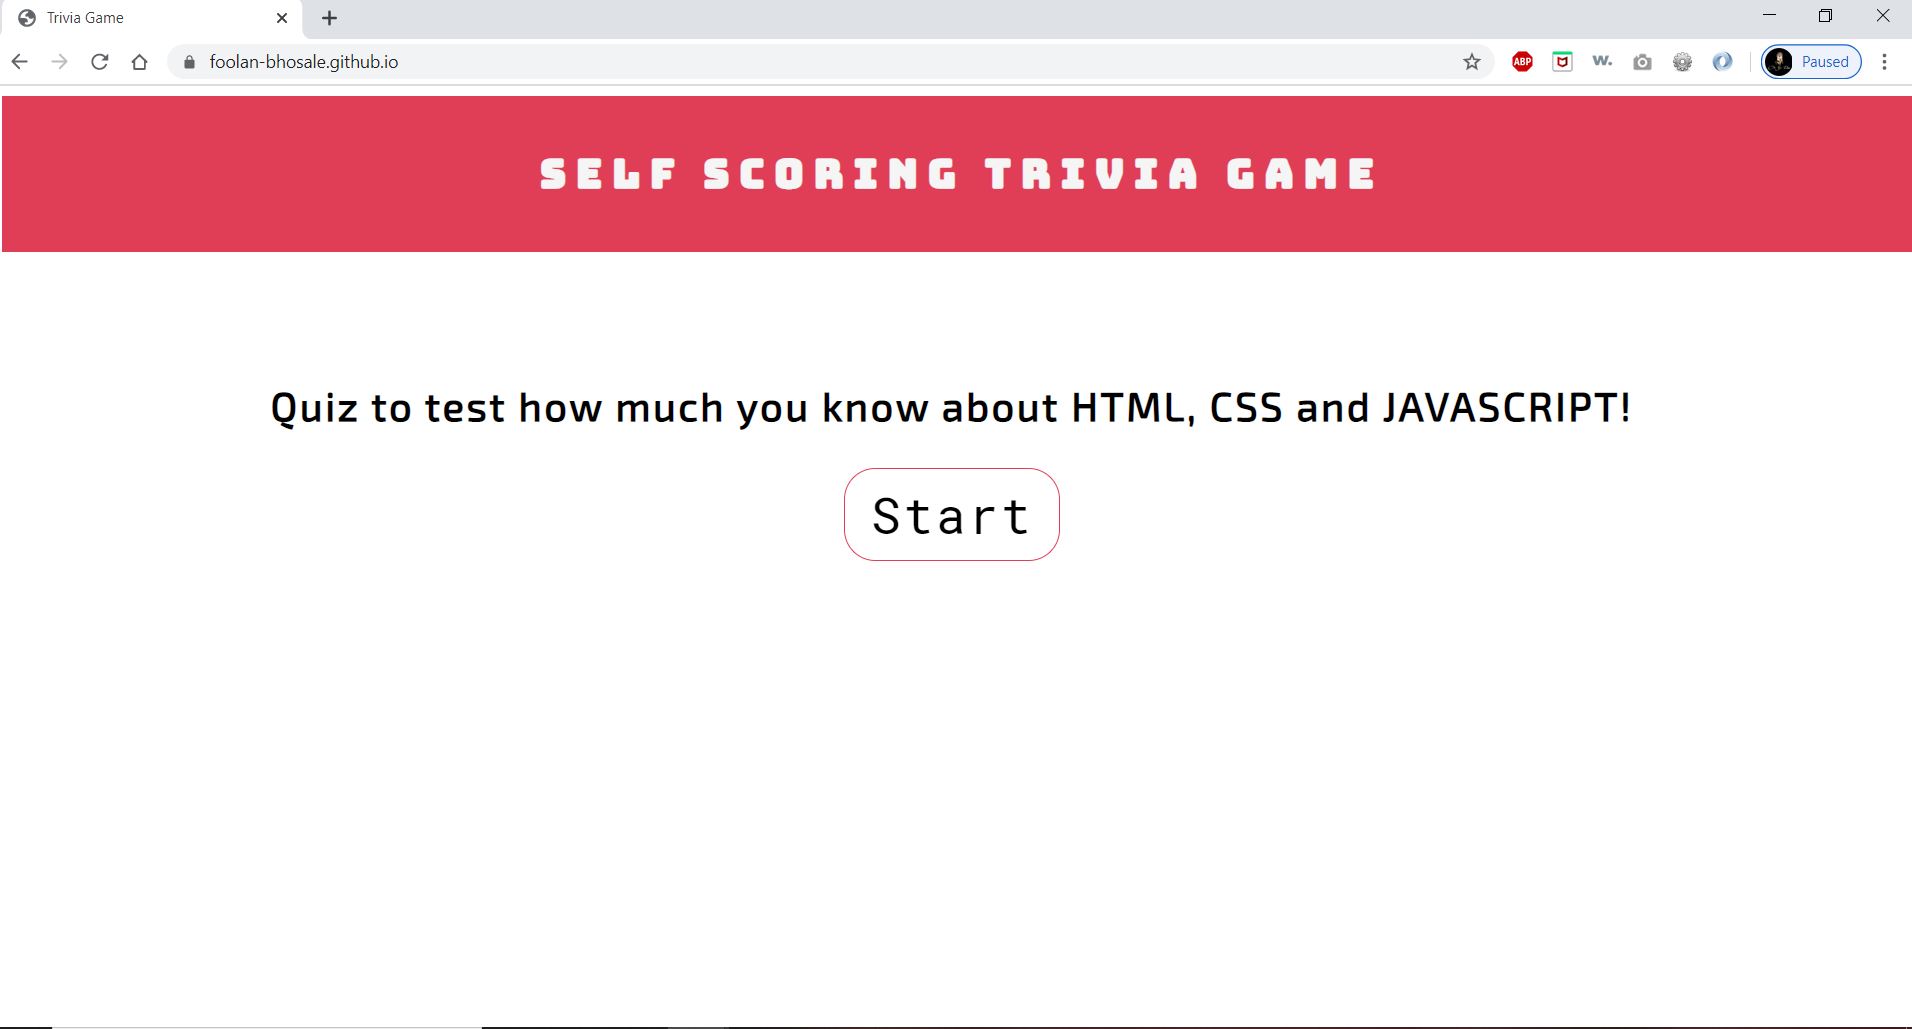 Trivia Game
foolan-bhosale.github.io
ABP
w.
Paused
SELF SCORING TRIVIA GAME
Quiz to test how much you know about HTML, CSS and JAVASCRIPT!
Start